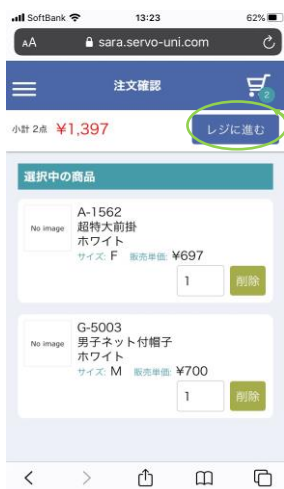 SoftBank 13:23 62%
AA sara.servo-uni.com
注文確認 2
小計 2点 ¥1,397 レジに進む
選択中の商品
No image
A-1562
超特大前掛
ホワイト
サイズ: F 販売単価: ¥697
1 削除
No image
G-5003
男子ネット付帽子
ホワイト
サイズ: M 販売単価: ¥700
1 削除